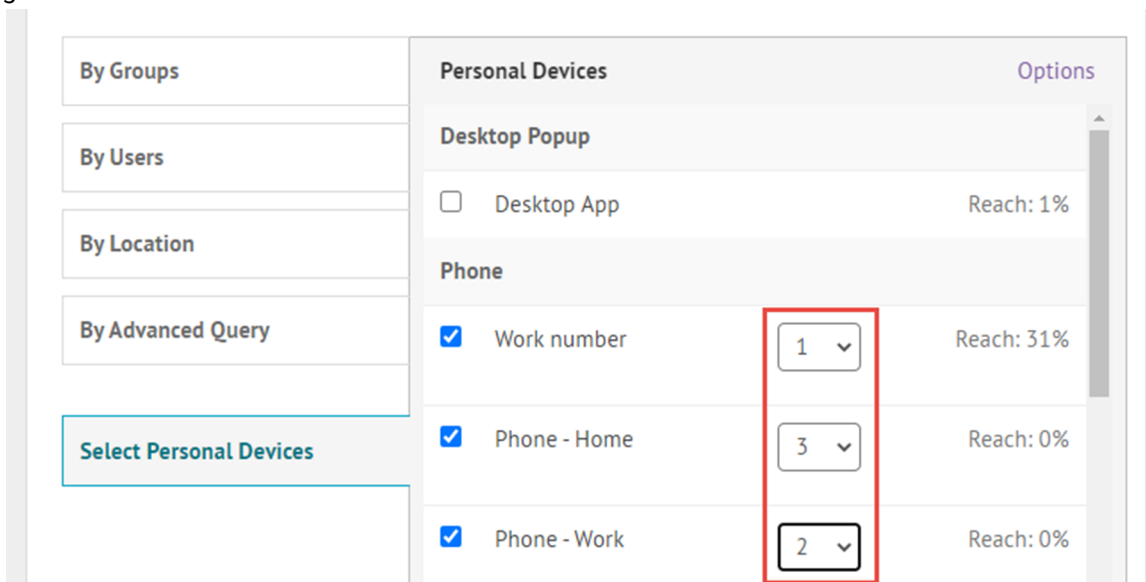 By Groups
By Users
By Location
By Advanced Query
Select Personal Devices
Personal Devices Options
Desktop Popup
Desktop App Reach: 1%
Phone
Work number 1 Reach: 31%
Phone - Home 3 Reach: 0%
Phone - Work 2 Reach: 0%